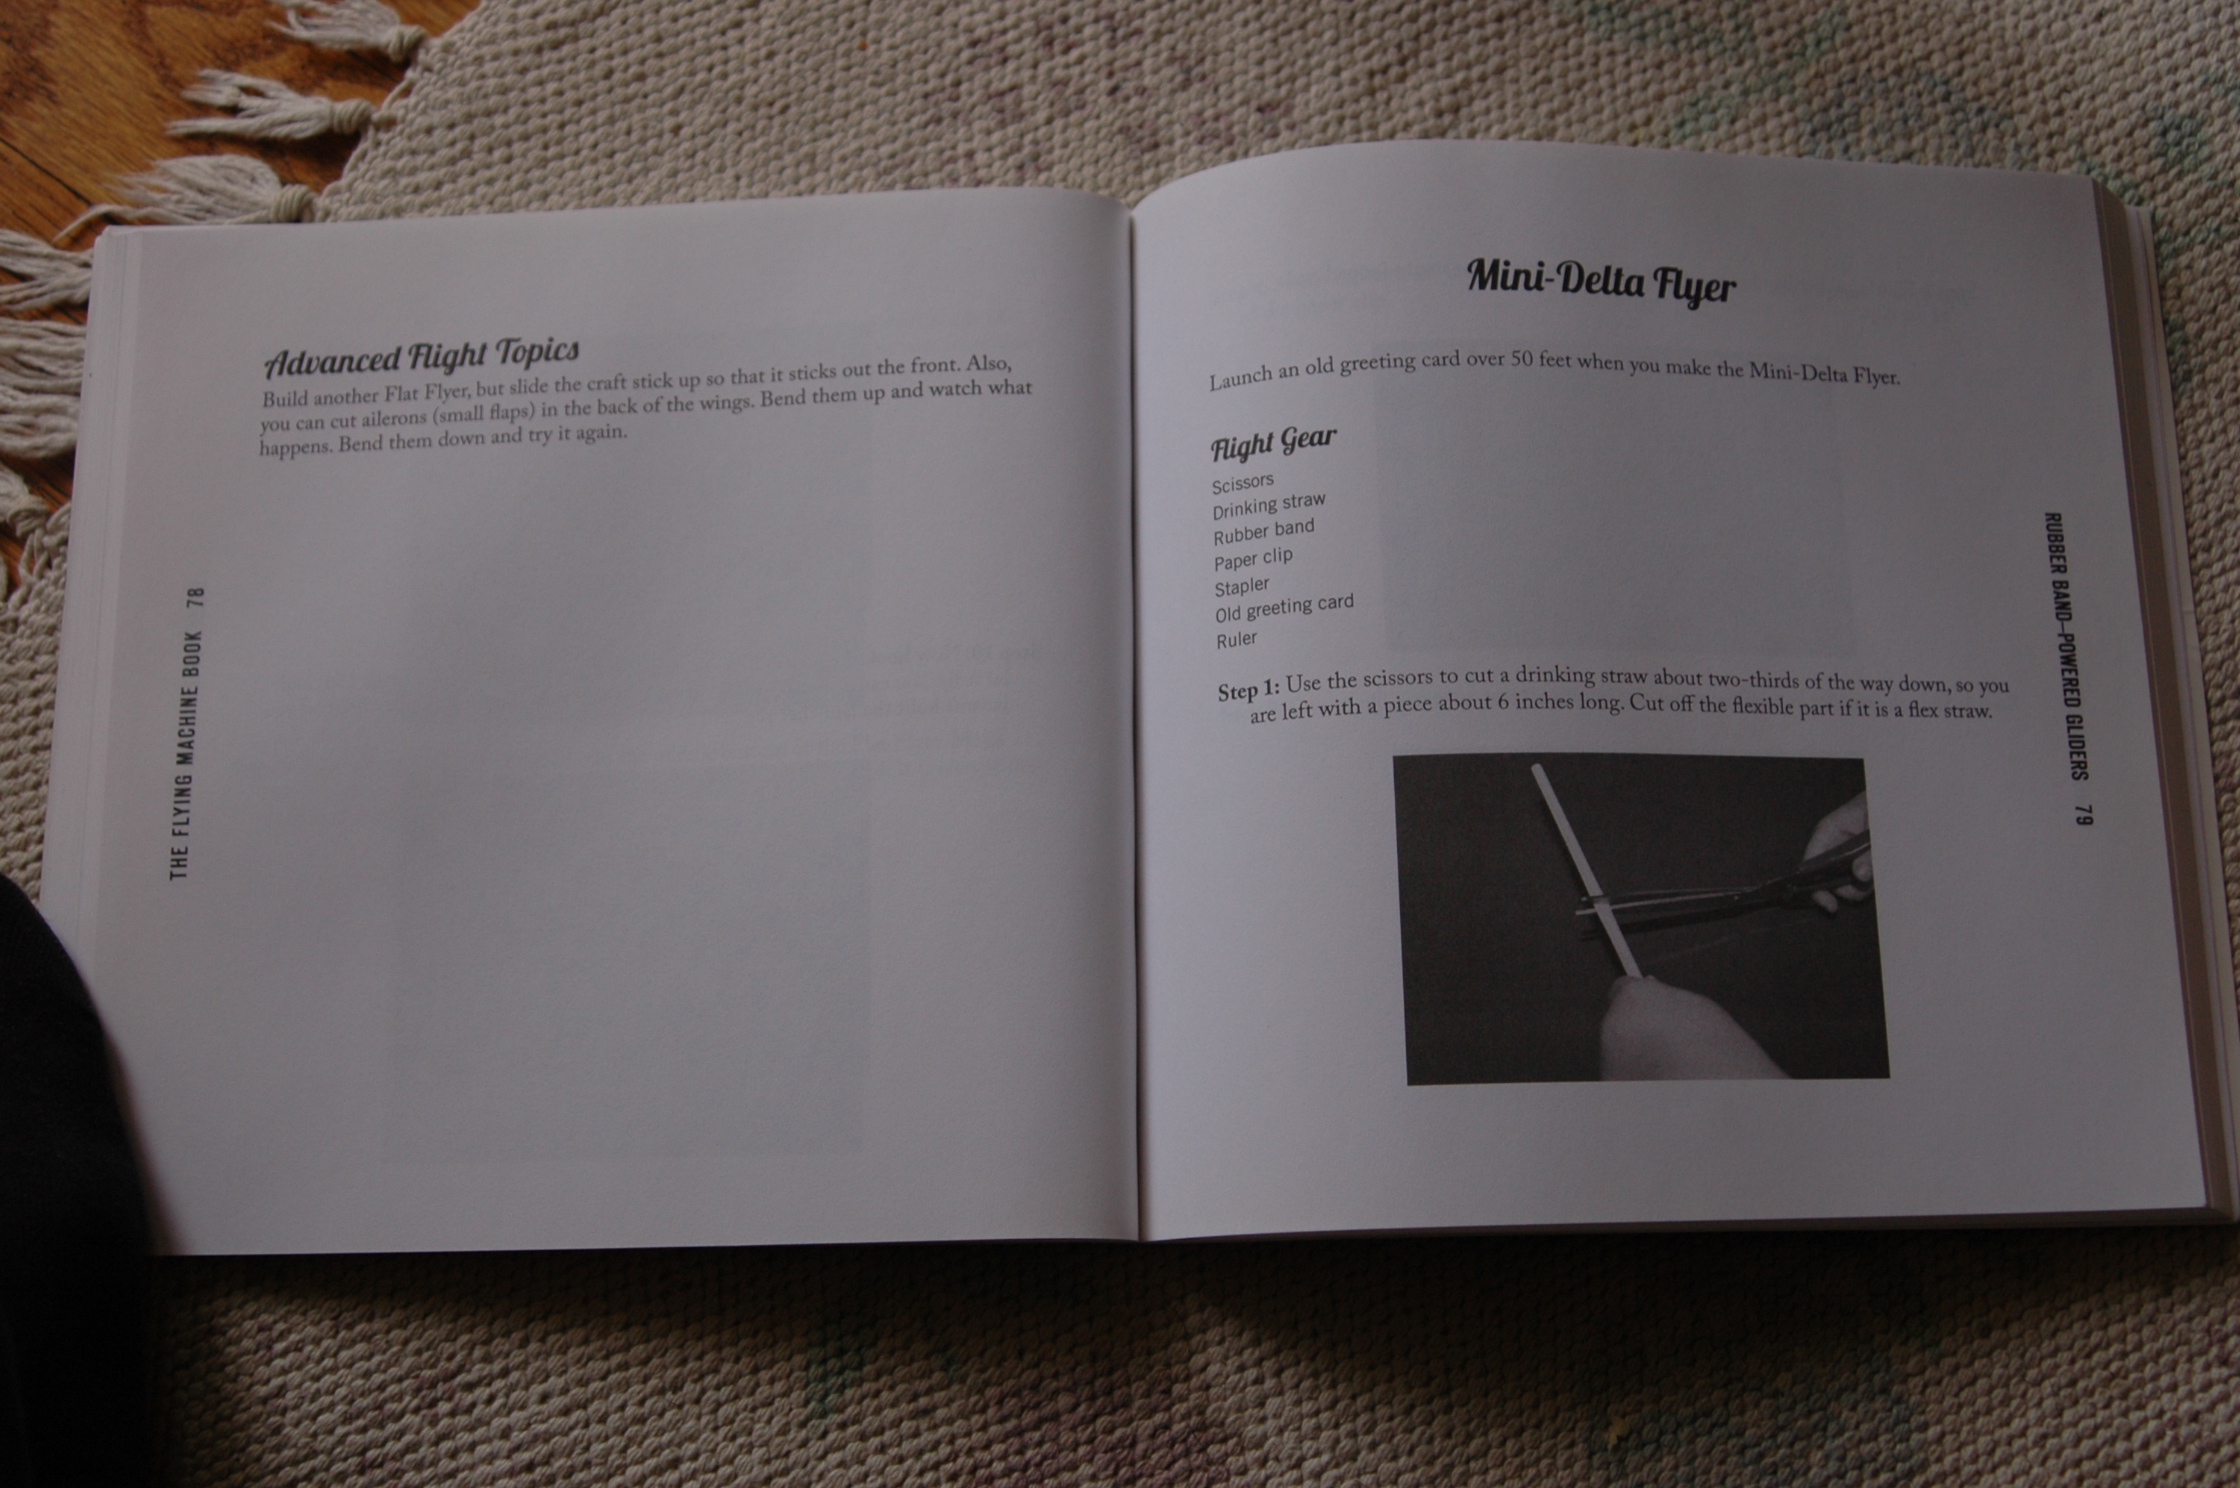 Advanced Flight Topics
Build another Flat Flyer, but slide the craft stick up so that it sticks out the front. Also,
you can cut ailerons (small flaps) in the back of the wings. Bend them up and watch what
happens. Bend them down and try it again.
THE FLYING MACHINE BOOK 78
Mini-Delta Flyer
Launch an old greeting card over 50 feet when you make the Mini-Delta Flyer.
Flight Gear
Scissors
Drinking straw
Rubber band
Paper clip
Stapler
Old greeting card
Ruler
Step 1: Use the scissors to cut a drinking straw about two-thirds of the way down, so you
are left with a piece about 6 inches long. Cut off the flexible part if it is a flex straw.
RUBBER BAND–POWERED GLIDERS 79